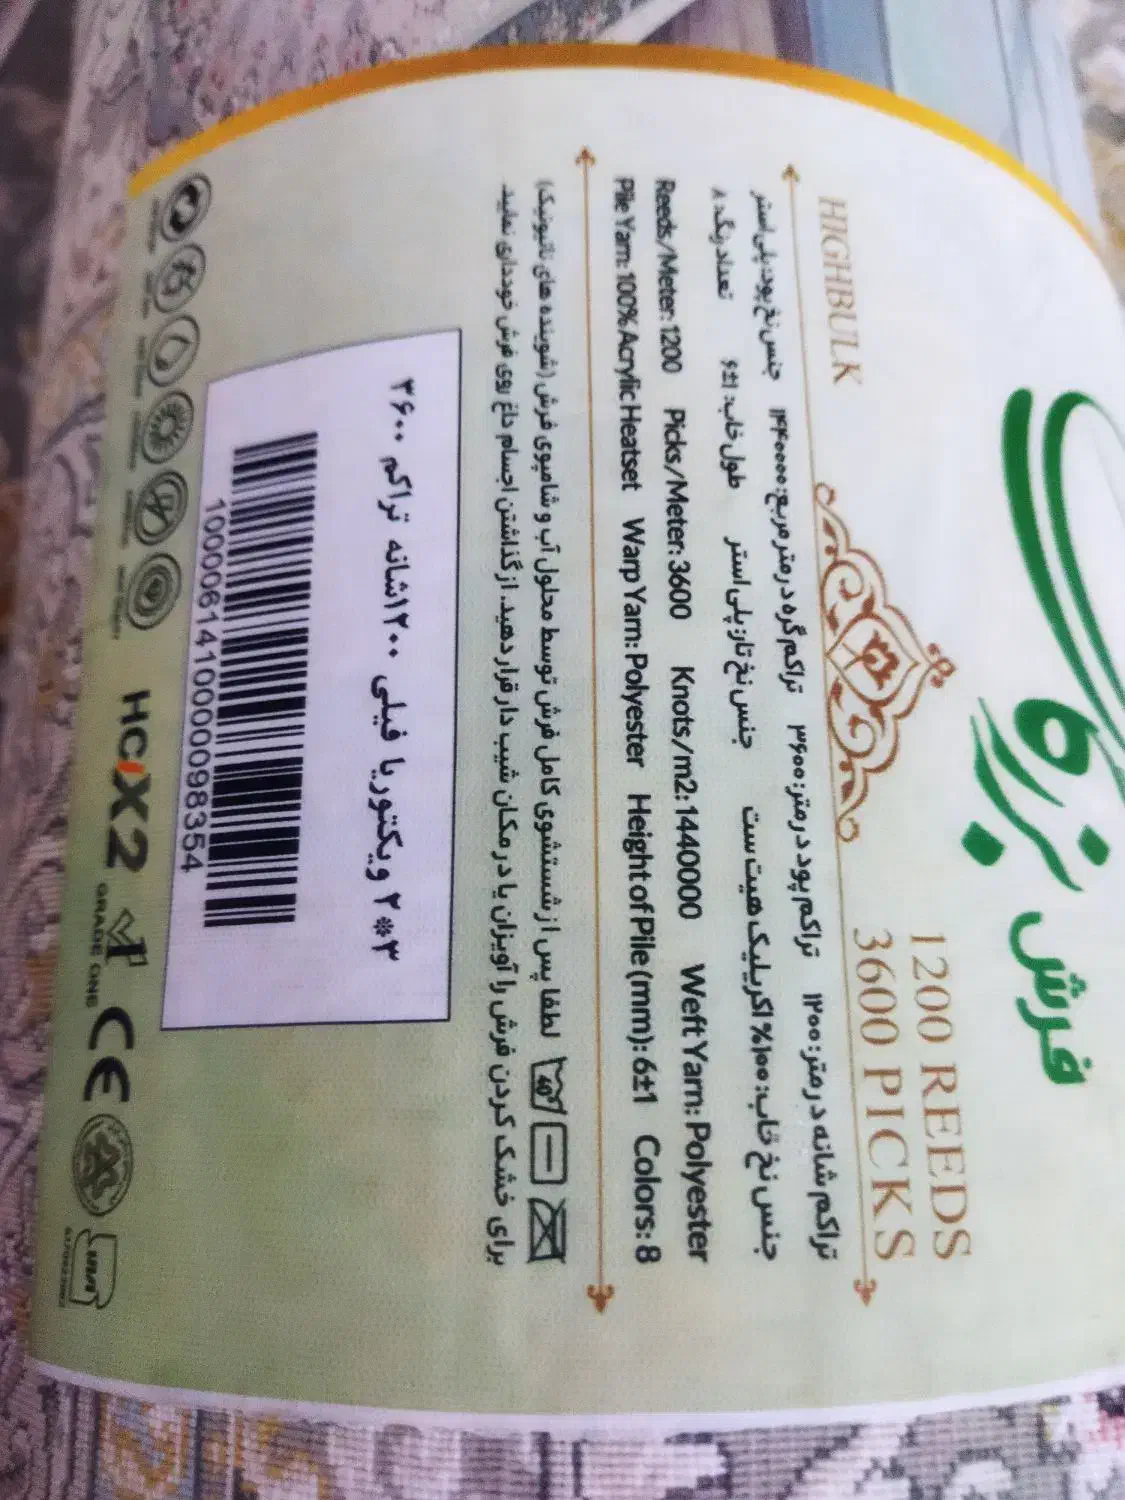 فرش
1200 REEDS
3600 PICKS
HIGHBULK
تراکم شانه در متر: ۱۲۰۰ تراکم پود در متر: ۳۶۰۰ تراکم گره در متر مربع: ۱۴۴۰۰۰۰ جنس نخ پود: پلی استر
جنس نخ خاب: ۱۰۰% اکریلیک هیت ست جنس نخ تار: پلی استر طول خاب: ۶±۱ تعداد رنگ: ۸
Reeds/Meter: 1200 Picks/Meter: 3600 Knots/m2: 1440000 Weft Yarn: Polyester
Pile Yarn: 100% Acrylic Heatset Warp Yarn: Polyester Height of Pile (mm): 6±1 Colors: 8
40° لطفا پس از شستشوی کامل فرش توسط محلول آب و شامپوی فرش (شوینده های نانیونیک)
برای خشک کردن فرش را آویزان یا در مکان شیب دار قرار دهید. از گذاشتن اجسام داغ روی فرش خودداری نمایید.
۳*۲ ویکتوریا فیلی ۱۲۰۰شانه تراکم ۳۶۰۰
10000614100000098354
HCX2 GRADE ONE CE